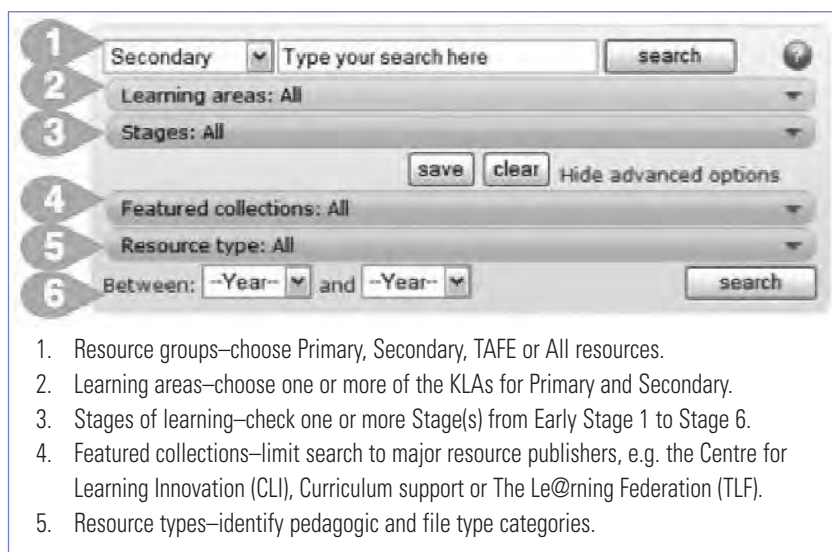 1 Secondary Type your search here search ?
2 Learning areas: All
3 Stages: All
save clear Hide advanced options
4 Featured collections: All
5 Resource type: All
6 Between: --Year-- and --Year-- search
1. Resource groups–choose Primary, Secondary, TAFE or All resources.
2. Learning areas–choose one or more of the KLAs for Primary and Secondary.
3. Stages of learning–check one or more Stage(s) from Early Stage 1 to Stage 6.
4. Featured collections–limit search to major resource publishers, e.g. the Centre for
Learning Innovation (CLI), Curriculum support or The Le@rning Federation (TLF).
5. Resource types–identify pedagogic and file type categories.